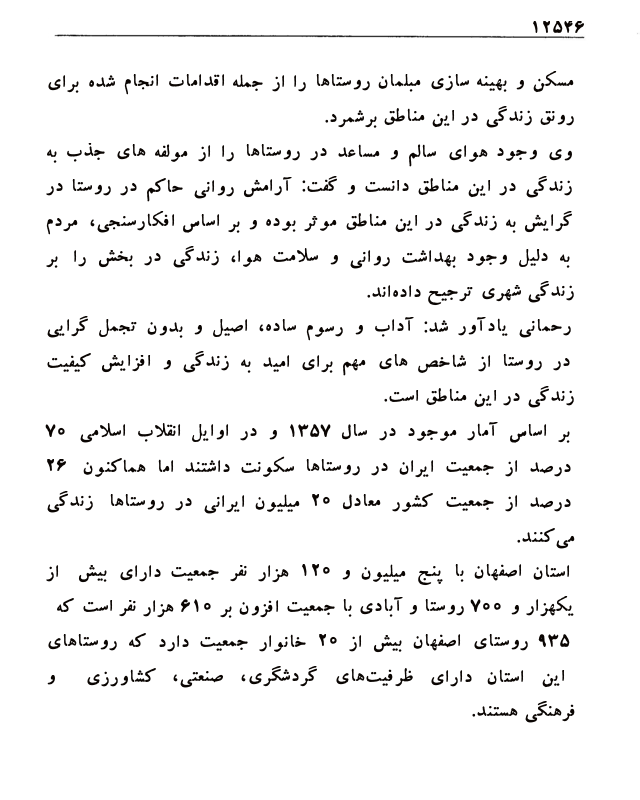 ۱۲۵۴۶
مسکن و بهینه سازی مبلمان روستاها را از جمله اقدامات انجام شده برای
رونق زندگی در این مناطق برشمرد.
وی وجود هوای سالم و مساعد در روستاها را از مولفه های جذب به
زندگی در این مناطق دانست و گفت: آرامش روانی حاکم در روستا در
گرایش به زندگی در این مناطق موثر بوده و بر اساس افکارسنجی، مردم
به دلیل وجود بهداشت روانی و سلامت هوا، زندگی در بخش را بر
زندگی شهری ترجیح داده‌اند.
رحمانی یادآور شد: آداب و رسوم ساده، اصیل و بدون تجمل گرایی
در روستا از شاخص های مهم برای امید به زندگی و افزایش کیفیت
زندگی در این مناطق است.
بر اساس آمار موجود در سال ۱۳۵۷ و در اوایل انقلاب اسلامی ۷۰
درصد از جمعیت ایران در روستاها سکونت داشتند اما هماکنون ۲۶
درصد از جمعیت کشور معادل ۲۰ میلیون ایرانی در روستاها زندگی
می‌کنند.
استان اصفهان با پنج میلیون و ۱۲۰ هزار نفر جمعیت دارای بیش از
یکهزار و ۷۰۰ روستا و آبادی با جمعیت افزون بر ۶۱۰ هزار نفر است که
۹۳۵ روستای اصفهان بیش از ۲۰ خانوار جمعیت دارد که روستاهای
این استان دارای ظرفیت‌های گردشگری، صنعتی، کشاورزی و
فرهنگی هستند.